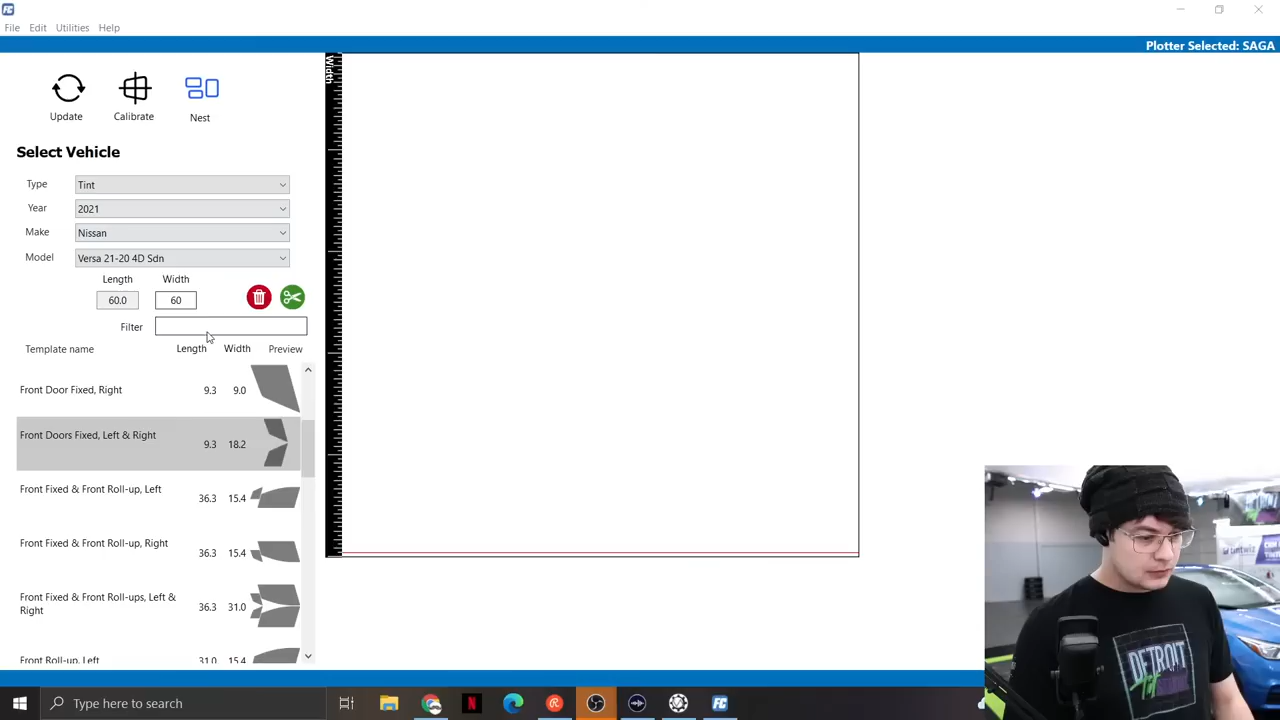 FC
File Edit Utilities Help
Plotter Selected: SAGA
Update Calibrate Nest
Select Vehicle
Type Tint
Year 2021
Make Nissan
Model Versa 21-20 4D Sdn
Length Width
60.0 60
Filter
Template name Length Width Preview
Front Door Fixed, Right 9.3 9.0
Front Doors Fixed, Left & Right 9.3 18.2
Front Fixed & Front Roll-up, Left 36.3 15.4
Front Fixed & Front Roll-up, Right 36.3 15.4
Front Fixed & Front Roll-ups, Left &
Right 36.3 31.0
Front Roll-up, Left 31.0 15.4
Width
DETROIT
Type here to search
N
FC